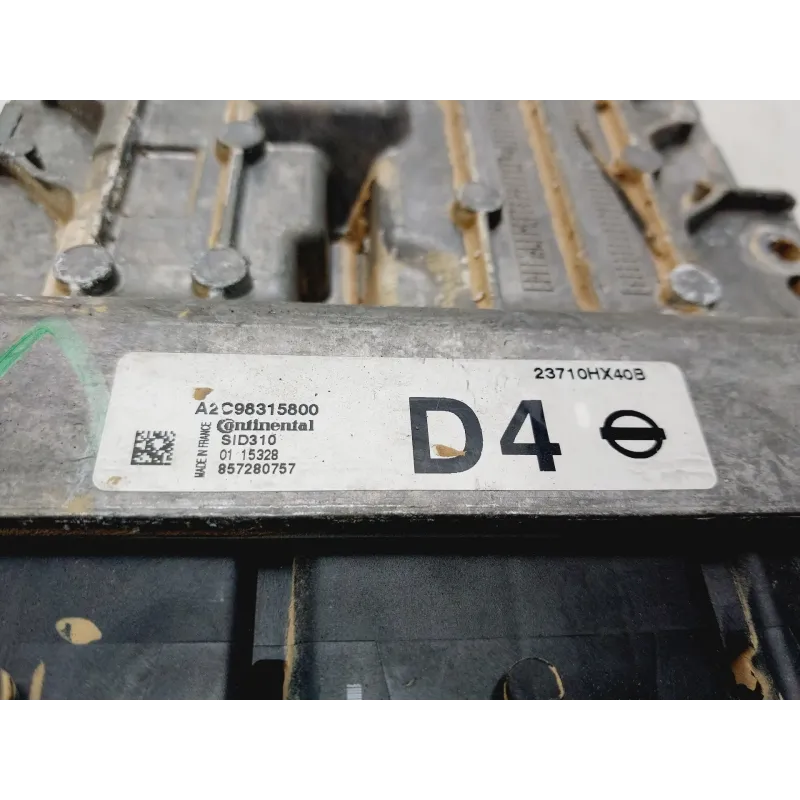 23710HX40B
A2C98315800
Continental
SID310
01 15328
857280757
MADE IN FRANCE
D4